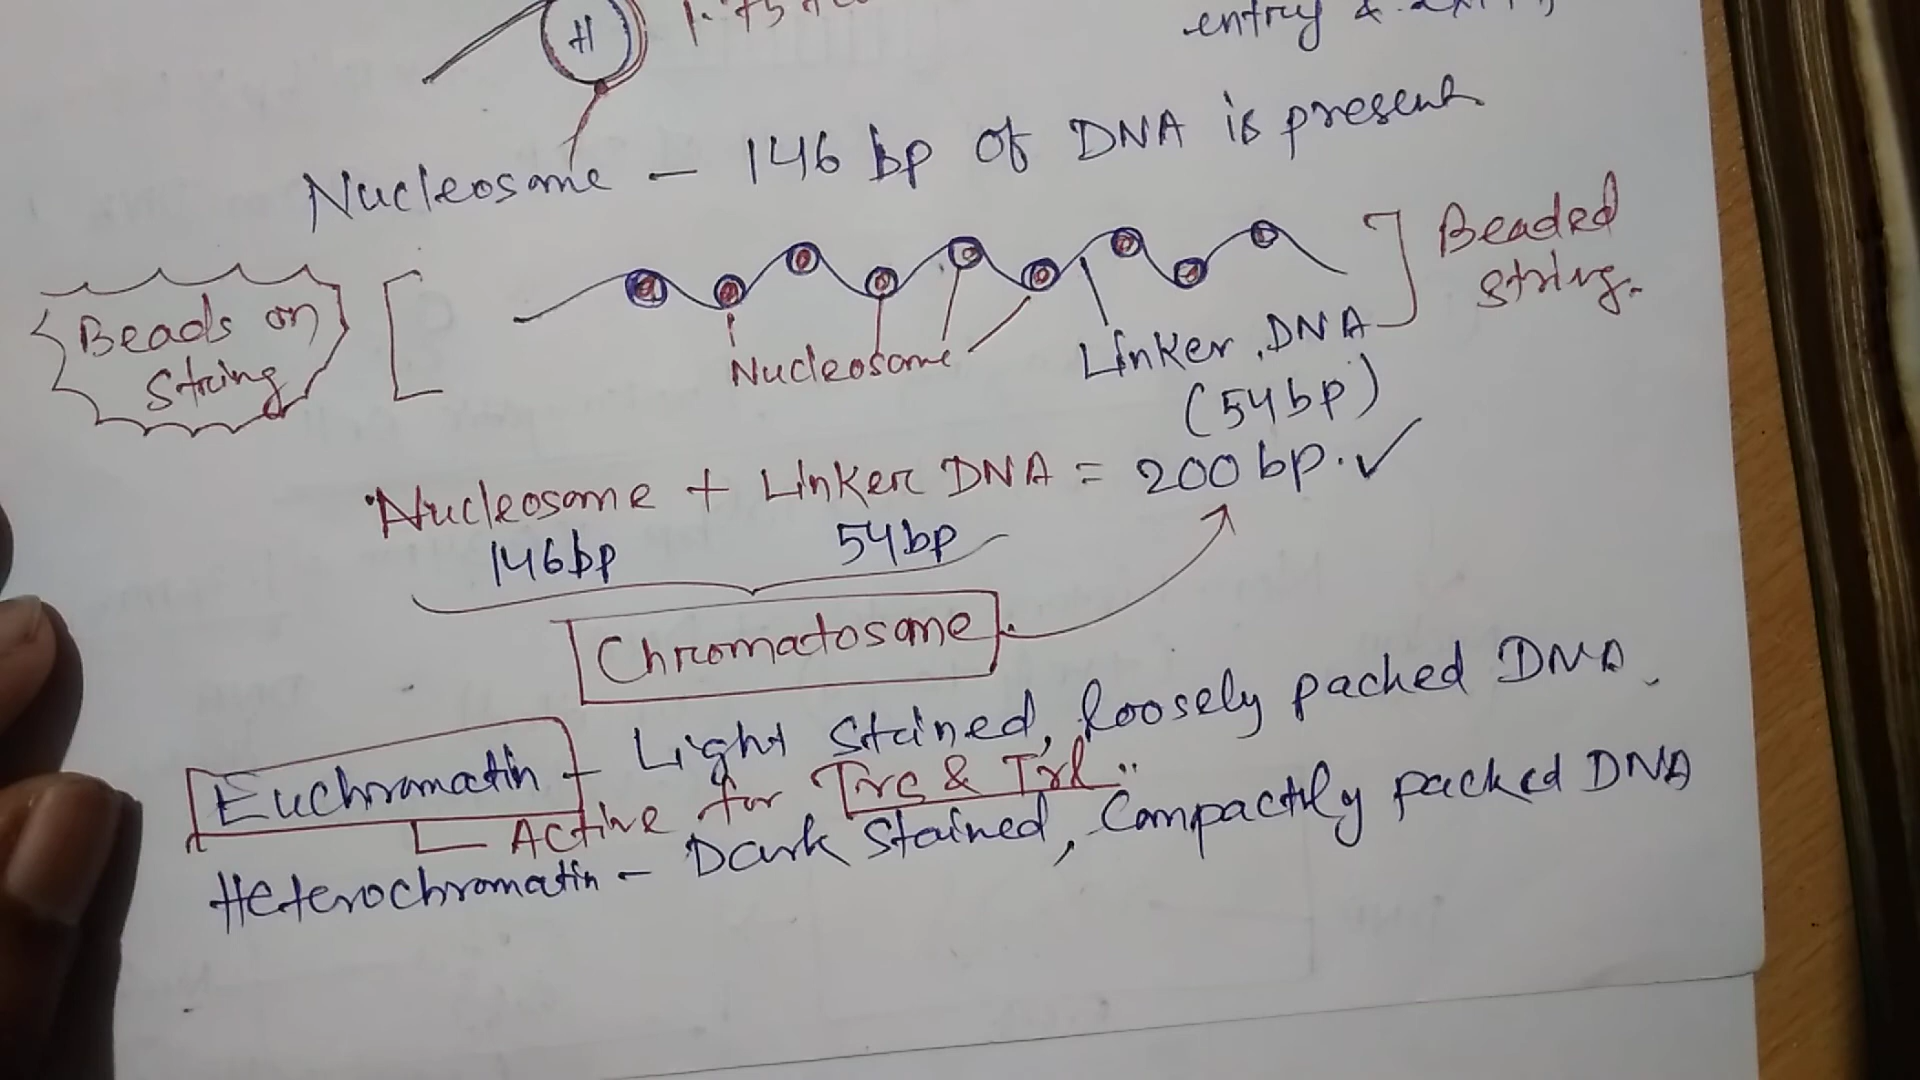 H
entry &
Nucleosome - 146 bp of DNA is present
Beads on
String
Nucleosome
Linker DNA
(54bp)
Beaded
String.
Nucleosome + Linker DNA = 200 bp. ✓
146bp 54bp
Chromatosome
Euchromatin - Light Stained, loosely packed DNA
Active for Trc & Trl
Heterochromatin - Dark Stained, Compactly packed DNA